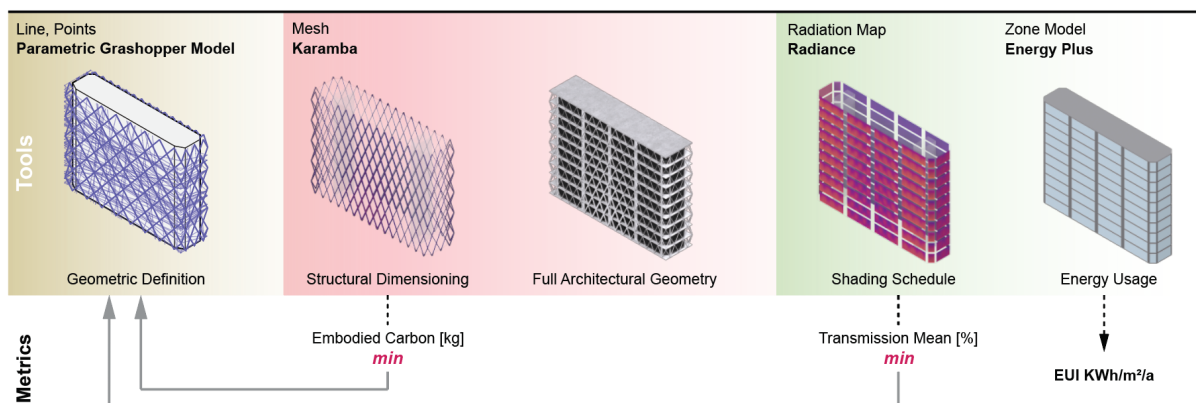 Line, Points
Parametric Grashopper Model
Mesh
Karamba
Radiation Map
Radiance
Zone Model
Energy Plus
Tools
Geometric Definition
Structural Dimensioning
Full Architectural Geometry
Shading Schedule
Energy Usage
Metrics
Embodied Carbon [kg]
min
Transmission Mean [%]
min
EUI KWh/m²/a